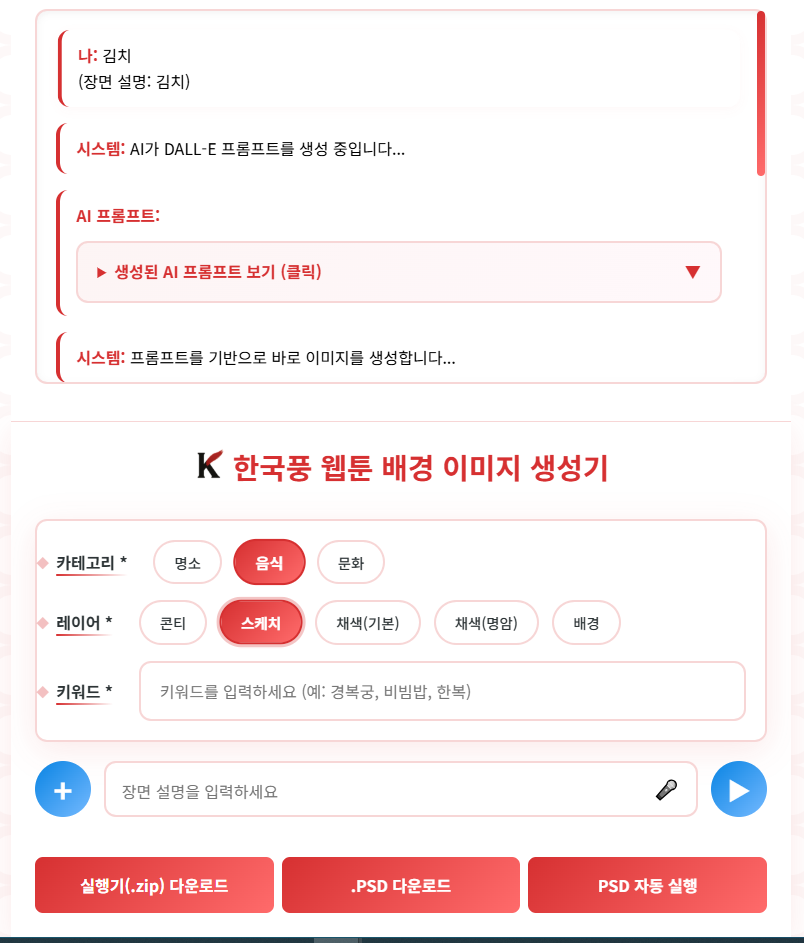 나: 김치
(장면 설명: 김치)
시스템: AI가 DALL-E 프롬프트를 생성 중입니다...
AI 프롬프트:
▶ 생성된 AI 프롬프트 보기 (클릭) ▼
시스템: 프롬프트를 기반으로 바로 이미지를 생성합니다...
K 한국풍 웹툰 배경 이미지 생성기
카테고리 * 명소 음식 문화
레이어 * 콘티 스케치 채색(기본) 채색(명암) 배경
키워드 * 키워드를 입력하세요 (예: 경복궁, 비빔밥, 한복)
+ 장면 설명을 입력하세요
실행기(.zip) 다운로드 .PSD 다운로드 PSD 자동 실행